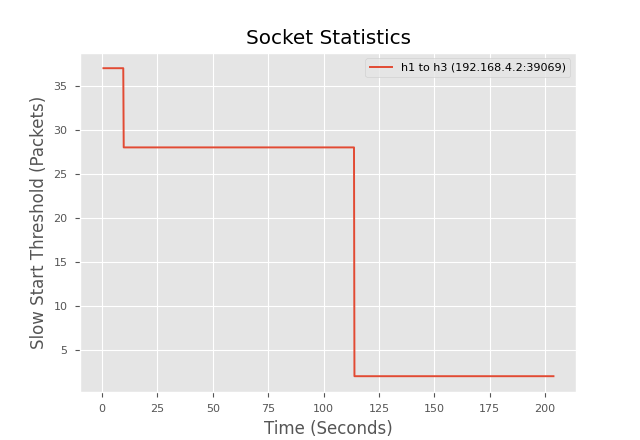 Socket Statistics
h1 to h3 (192.168.4.2:39069)
Slow Start Threshold (Packets)
35
30
25
20
15
10
5
0 25 50 75 100 125 150 175 200
Time (Seconds)